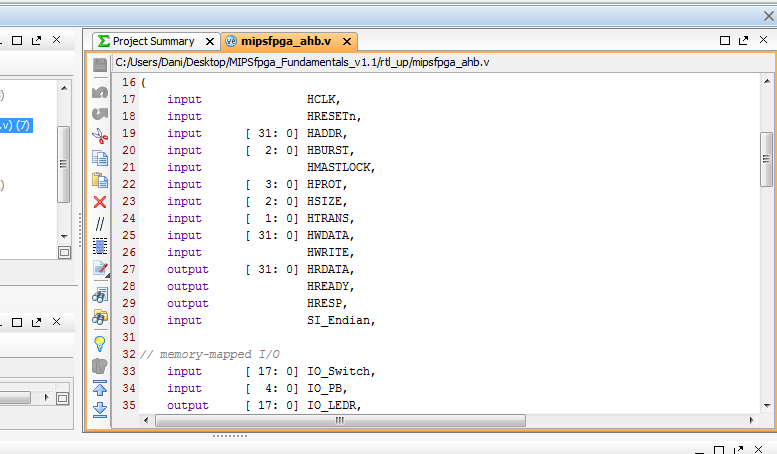 Project Summary
mipsfpga_ahb.v
C:/Users/Dani/Desktop/MIPSfpga_Fundamentals_v1.1/rtl_up/mipsfpga_ahb.v
.v) (7)
16 (
17 input HCLK,
18 input HRESETn,
19 input [ 31: 0] HADDR,
20 input [ 2: 0] HBURST,
21 input HMASTLOCK,
22 input [ 3: 0] HPROT,
23 input [ 2: 0] HSIZE,
24 input [ 1: 0] HTRANS,
25 input [ 31: 0] HWDATA,
26 input HWRITE,
27 output [ 31: 0] HRDATA,
28 output HREADY,
29 output HRESP,
30 input SI_Endian,
31
32 // memory-mapped I/O
33 input [ 17: 0] IO_Switch,
34 input [ 4: 0] IO_PB,
35 output [ 17: 0] IO_LEDR,